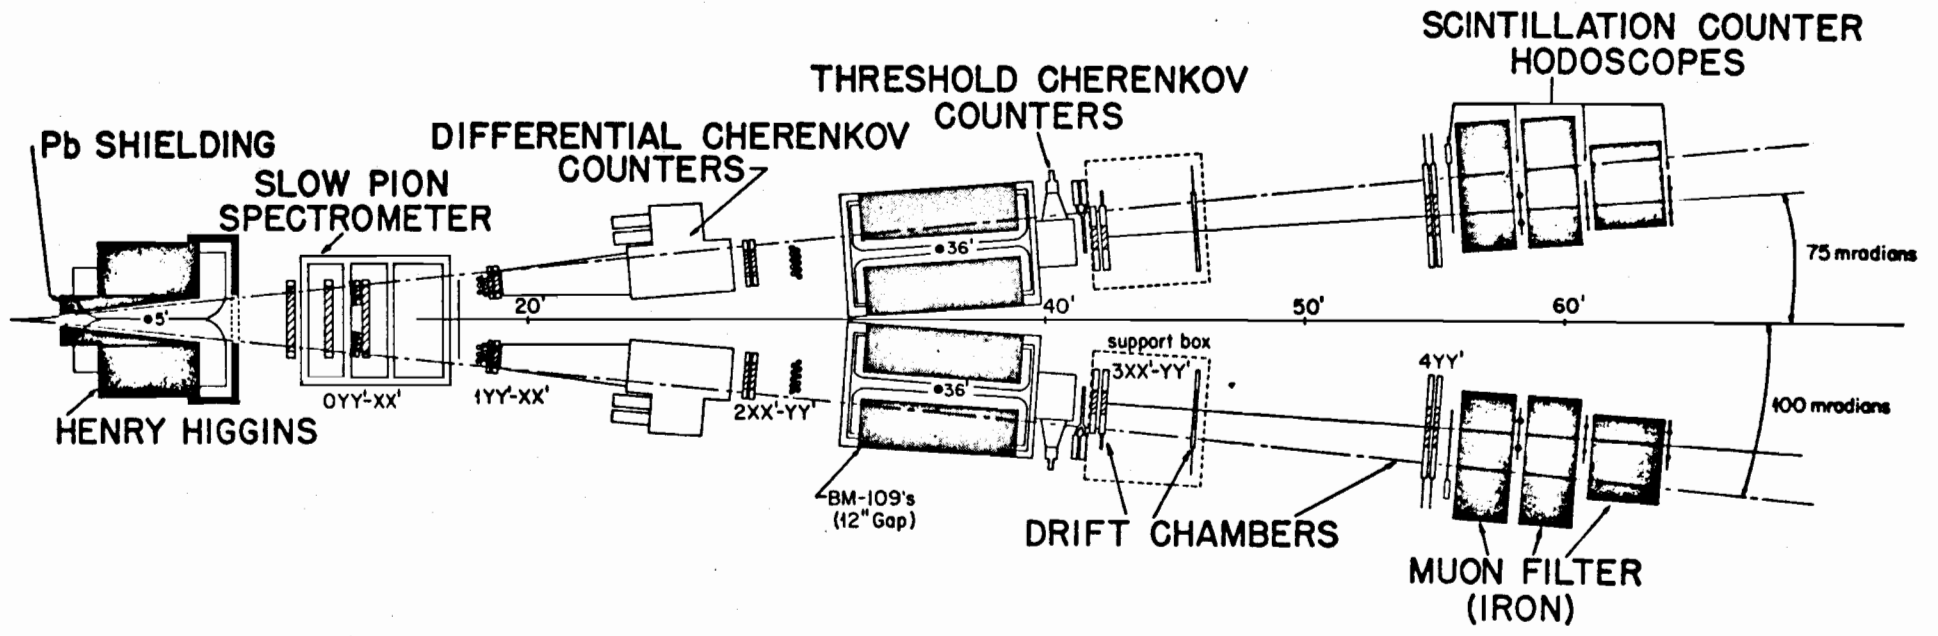 SCINTILLATION COUNTER
HODOSCOPES
THRESHOLD CHERENKOV
COUNTERS
DIFFERENTIAL CHERENKOV
COUNTERS
Pb SHIELDING
SLOW PION
SPECTROMETER
36'
75 mradians
5'
20'
40'
50'
60'
support box
3XX'-YY'
4YY'
36'
0YY'-XX'
1YY'-XX'
2XX'-YY'
100 mradians
HENRY HIGGINS
BM-109's
(12" Gap)
DRIFT CHAMBERS
MUON FILTER
(IRON)